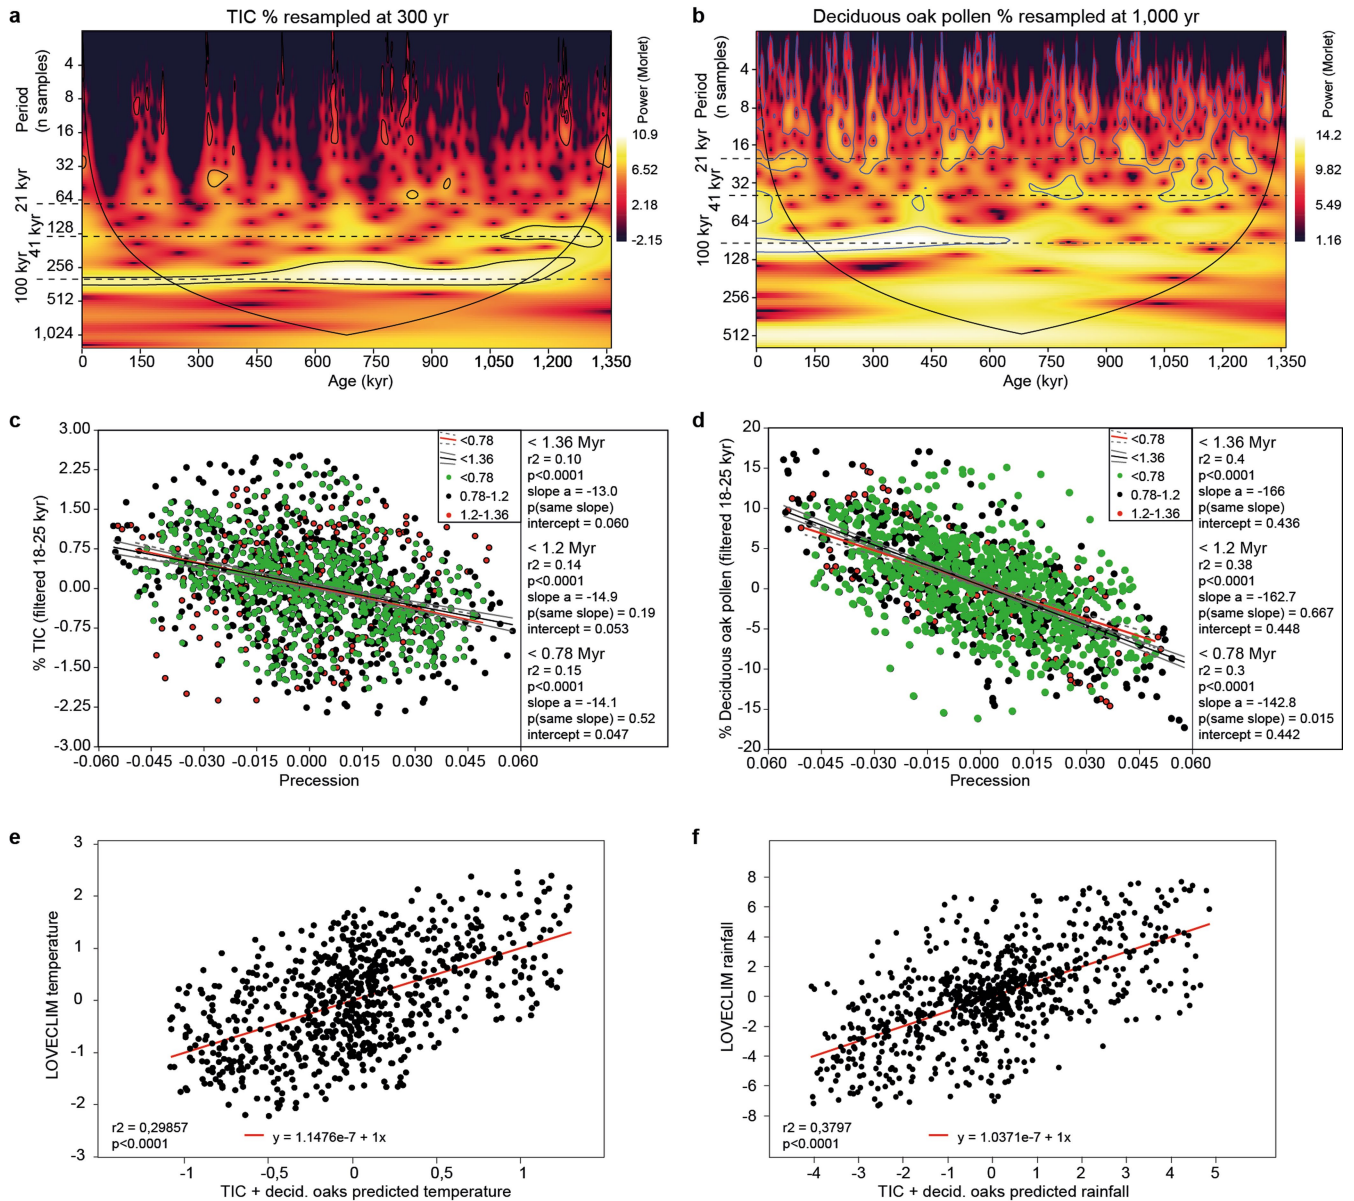 a
TIC % resampled at 300 yr
Period
(n samples)
4
8
16
32
64
128
256
512
1,024
21 kyr
41 kyr
100 kyr
0
150
300
450
600
750
900
1,050
1,200
1,350
Age (kyr)
Power (Morlet)
10.9
6.52
2.18
-2.15
b
Deciduous oak pollen % resampled at 1,000 yr
Period
(n samples)
4
8
16
32
64
128
256
512
21 kyr
41 kyr
100 kyr
0
150
300
450
600
750
900
1,050
1,200
1,350
Age (kyr)
Power (Morlet)
14.2
9.82
5.49
1.16
c
% TIC (filtered 18-25 kyr)
3.00
2.25
1.50
0.75
0.00
-0.75
-1.50
-2.25
-3.00
-0.060
-0.045
-0.030
-0.015
0.000
0.015
0.030
0.045
0.060
Precession
<0.78
<1.36
<0.78
0.78-1.2
1.2-1.36
< 1.36 Myr
r2 = 0.10
p<0.0001
slope a = -13.0
p(same slope)
intercept = 0.060
< 1.2 Myr
r2 = 0.14
p<0.0001
slope a = -14.9
p(same slope) = 0.19
intercept = 0.053
< 0.78 Myr
r2 = 0.15
p<0.0001
slope a = -14.1
p(same slope) = 0.52
intercept = 0.047
d
% Deciduous oak pollen (filtered 18-25 kyr)
20
15
10
5
0
-5
-10
-15
-20
0.060
-0.045
-0.030
-0.015
0.000
0.015
0.030
0.045
0.060
Precession
<0.78
<1.36
<0.78
0.78-1.2
1.2-1.36
< 1.36 Myr
r2 = 0.4
p<0.0001
slope a = -166
p(same slope)
intercept = 0.436
< 1.2 Myr
r2 = 0.38
p<0.0001
slope a = -162.7
p(same slope) = 0.667
intercept = 0.448
< 0.78 Myr
r2 = 0.3
p<0.0001
slope a = -142.8
p(same slope) = 0.015
intercept = 0.442
e
LOVECLIM temperature
3
2
1
0
-1
-2
-3
r2 = 0,29857
p<0.0001
y = 1.1476e-7 + 1x
-1
-0,5
0
0,5
1
TIC + decid. oaks predicted temperature
f
LOVECLIM rainfall
8
6
4
2
0
-2
-4
-6
-8
r2 = 0,3797
p<0.0001
y = 1.0371e-7 + 1x
-4
-3
-2
-1
0
1
2
3
4
5
TIC + decid. oaks predicted rainfall